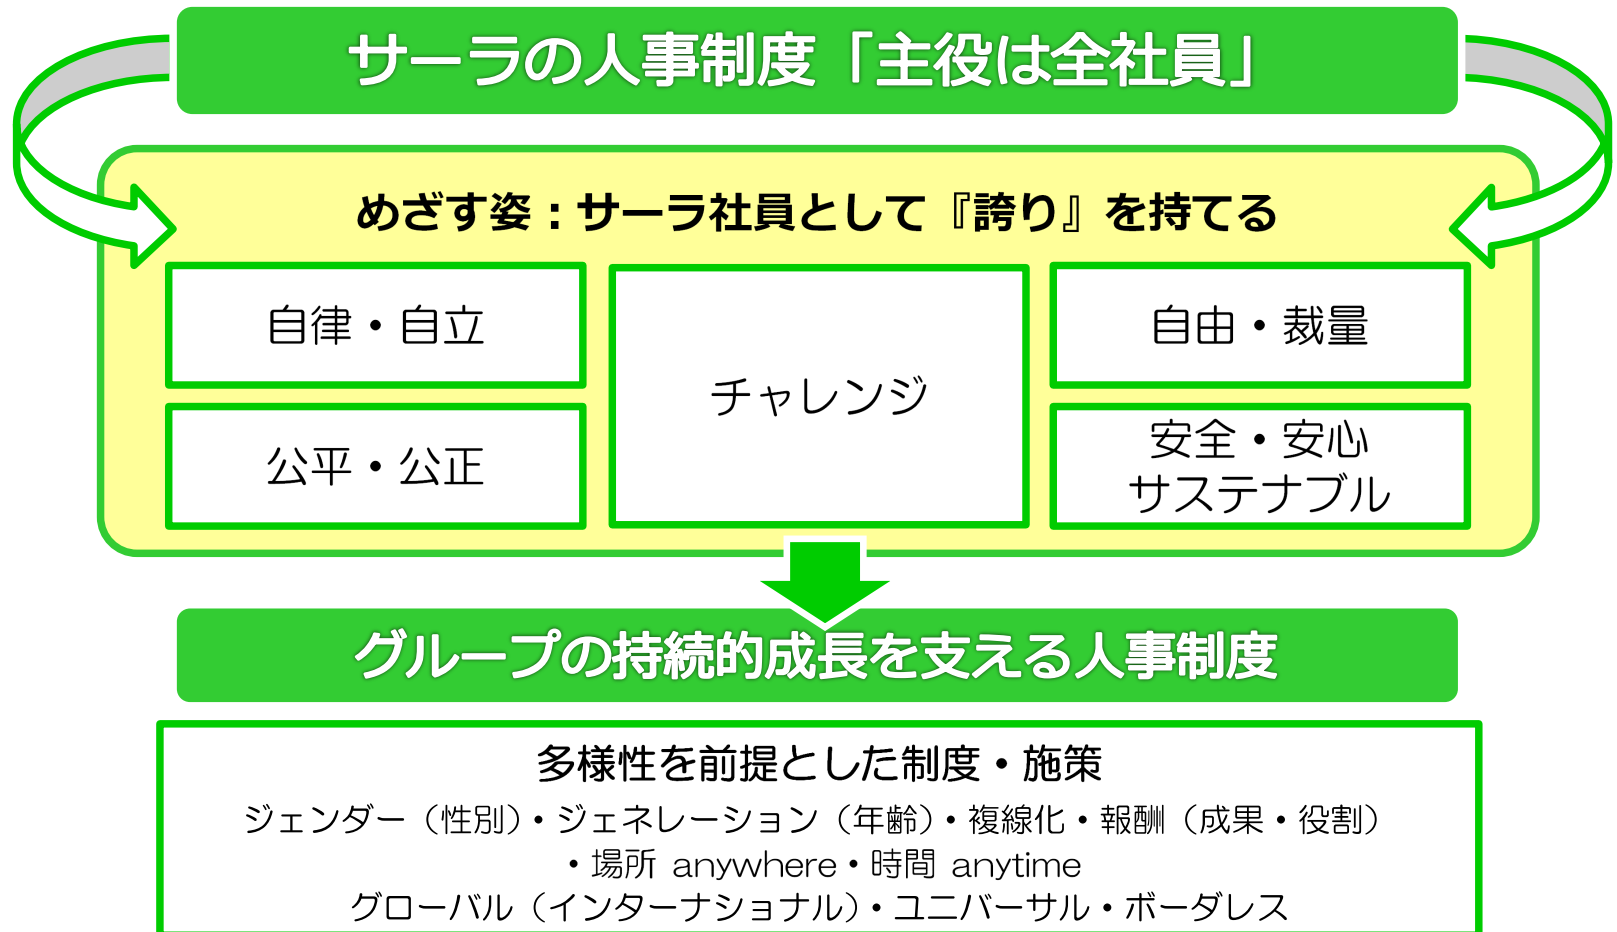 サーラの人事制度「主役は全社員」
めざす姿：サーラ社員として『誇り』を持てる
自律・自立
チャレンジ
自由・裁量
公平・公正
安全・安心
サステナブル
グループの持続的成長を支える人事制度
多様性を前提とした制度・施策
ジェンダー（性別）・ジェネレーション（年齢）・複線化・報酬（成果・役割）
・場所 anywhere・時間 anytime
グローバル（インターナショナル）・ユニバーサル・ボーダレス